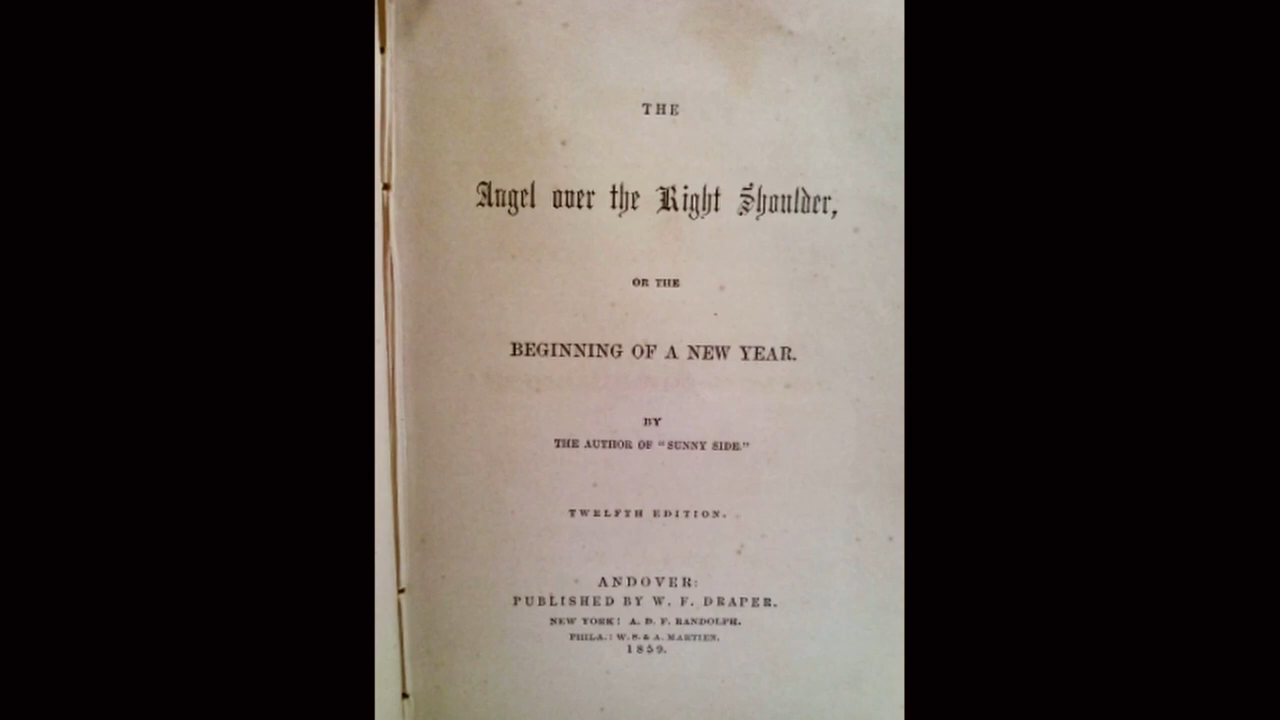 THE
Angel over the Right Shoulder,
OR THE
BEGINNING OF A NEW YEAR.
BY
THE AUTHOR OF "SUNNY SIDE."
TWELFTH EDITION.
ANDOVER:
PUBLISHED BY W. F. DRAPER.
NEW YORK: A. D. F. RANDOLPH.
PHILA.: W. S. & A. MARTIEN.
1859.